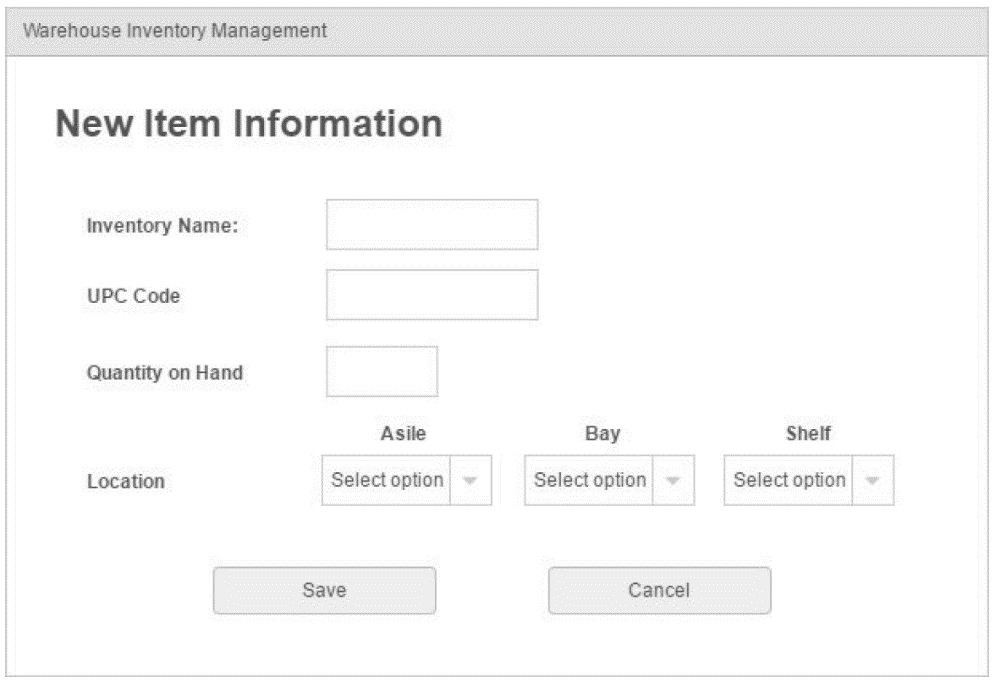 Warehouse Inventory Management
New Item Information
Inventory Name:
UPC Code
Quantity on Hand
Asile Bay Shelf
Location Select option Select option Select option
Save Cancel